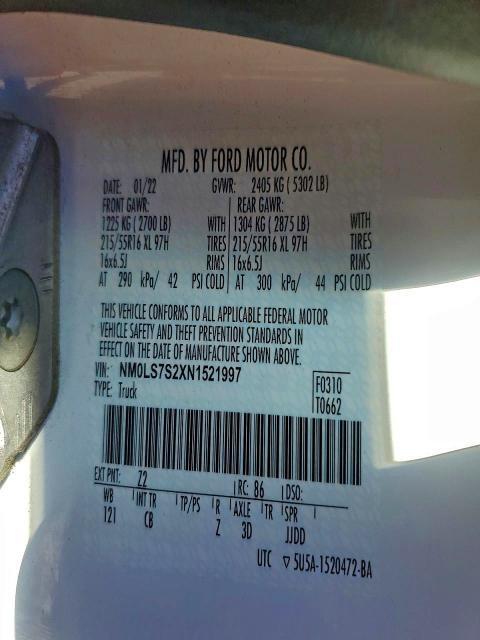 MFD. BY FORD MOTOR CO.
DATE: 01/22 GVWR: 2405 KG ( 5302 LB)
FRONT GAWR: REAR GAWR:
1225 KG ( 2700 LB) WITH 1304 KG ( 2875 LB) WITH
215/55R16 XL 97H TIRES 215/55R16 XL 97H TIRES
16x6.5J RIMS 16x6.5J RIMS
AT 290 kPa/ 42 PSI COLD AT 300 kPa/ 44 PSI COLD
THIS VEHICLE CONFORMS TO ALL APPLICABLE FEDERAL MOTOR
VEHICLE SAFETY AND THEFT PREVENTION STANDARDS IN
EFFECT ON THE DATE OF MANUFACTURE SHOWN ABOVE.
VIN: NM0LS7S2XN1521997
TYPE: Truck
F0310
T0662
EXT PNT: Z2 RC: 86 DSO:
WB INT TR TP/PS R AXLE TR SPR
121 CB Z 3D JJDD
UTC ▽ 5U5A-1520472-BA